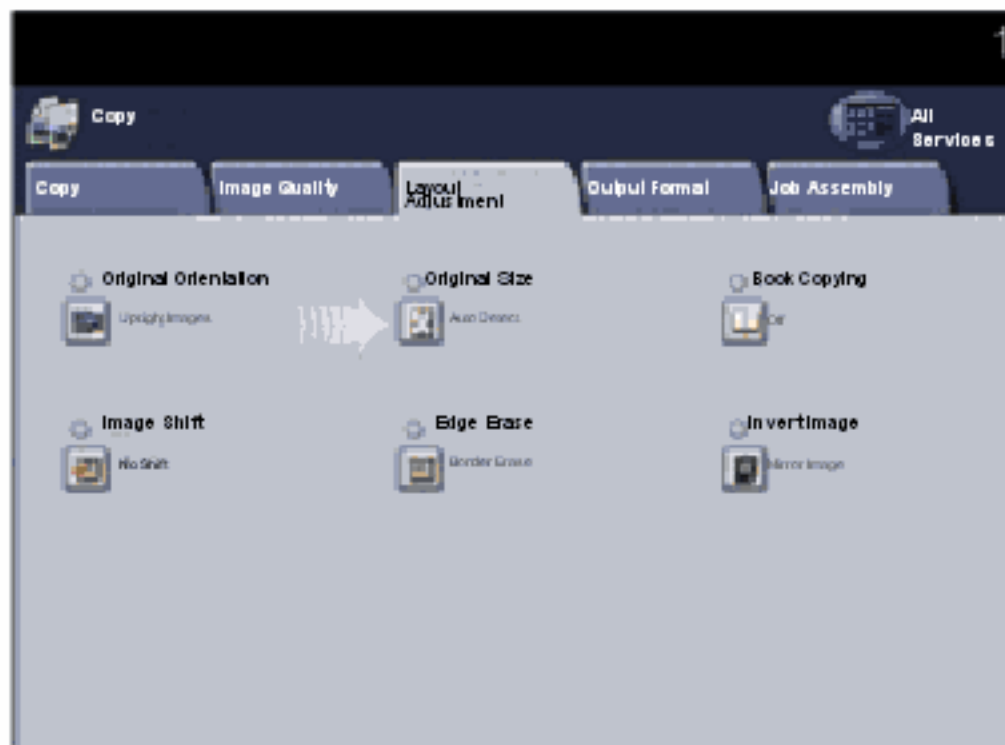 1
Copy
All
Services
Copy
Image Quality
Layout
Adjustment
Output Format
Job Assembly
Original Orientation
Original Size
Book Copying
Upright Images
Auto Detect
Off
Image Shift
Edge Erase
Invert Image
No Shift
Border Erase
Mirror Image